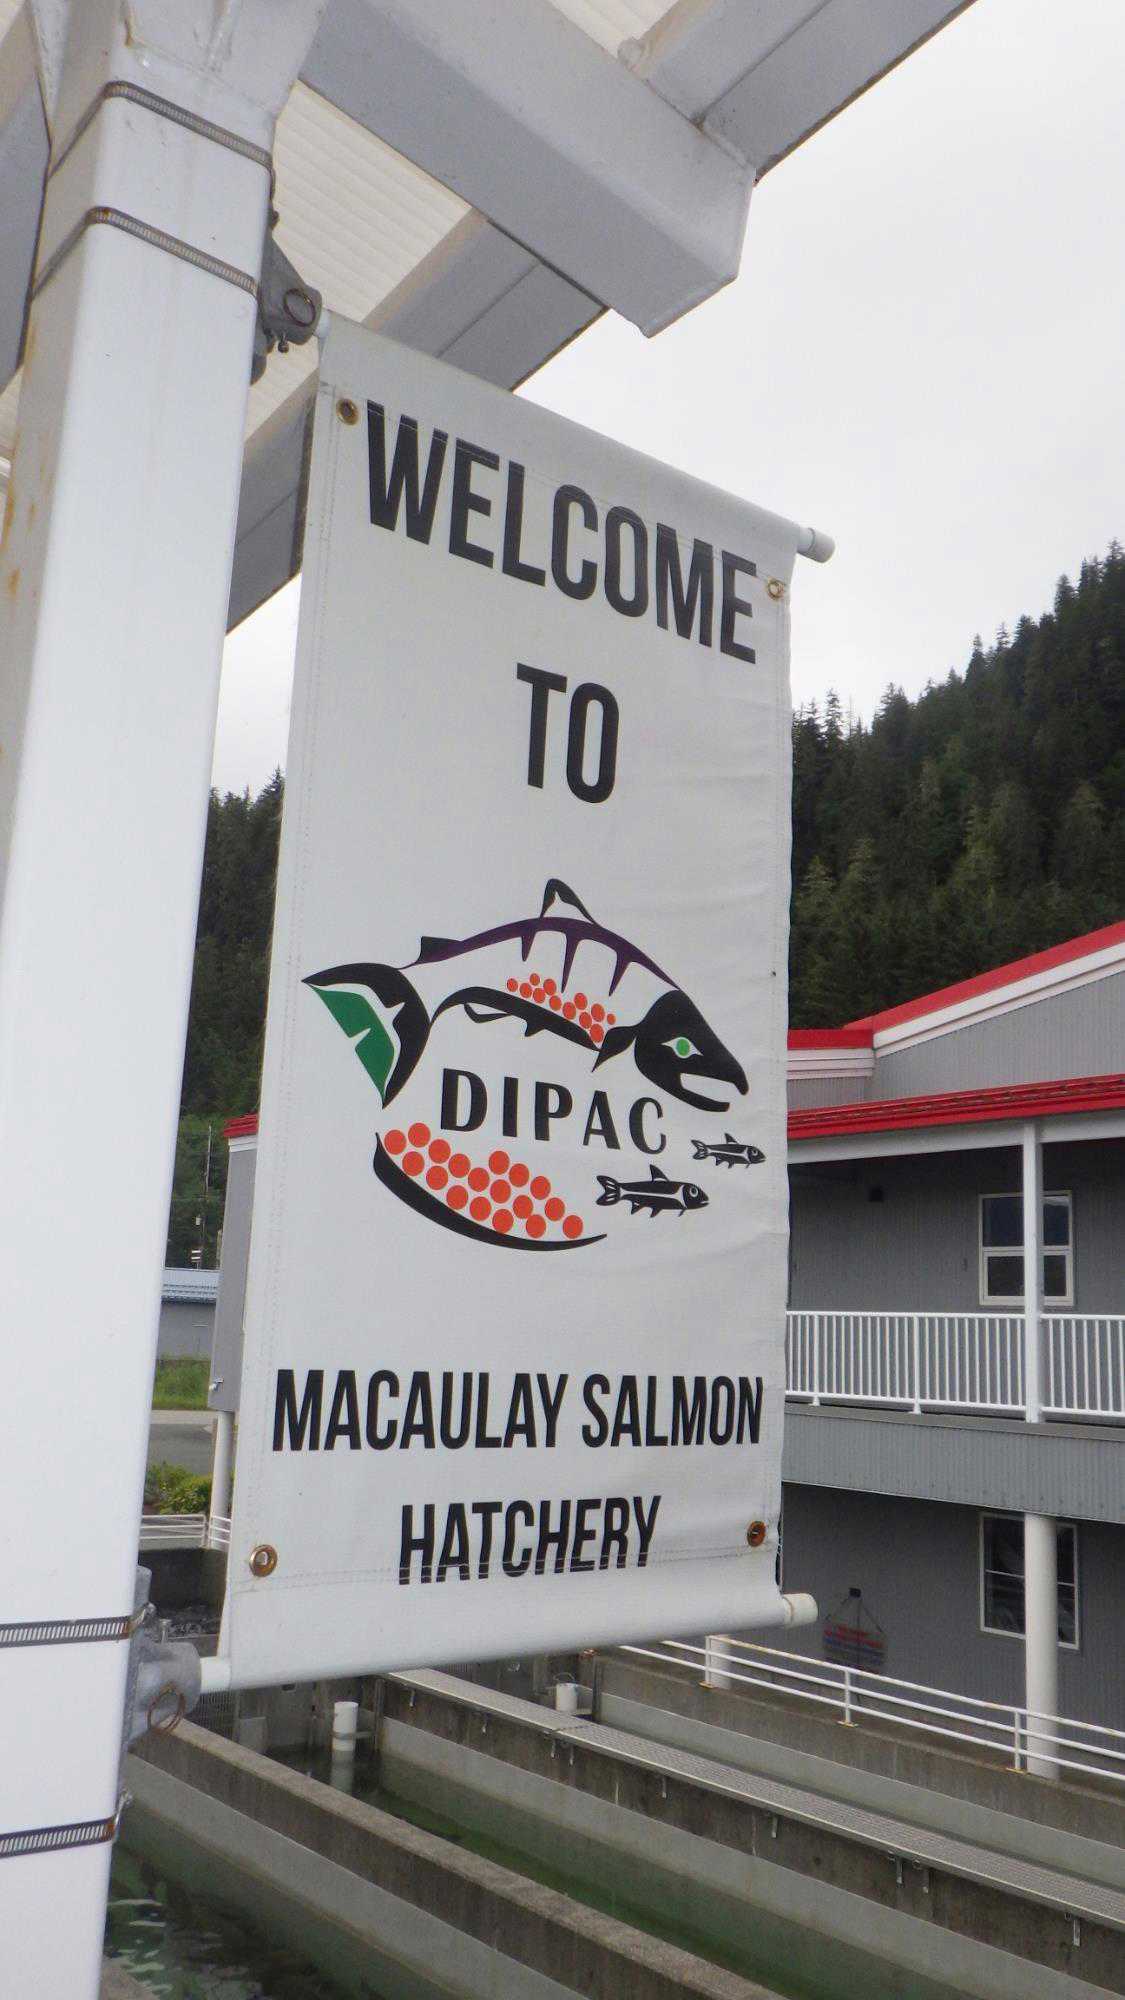 WELCOME
TO
DIPAC
MACAULAY SALMON
HATCHERY